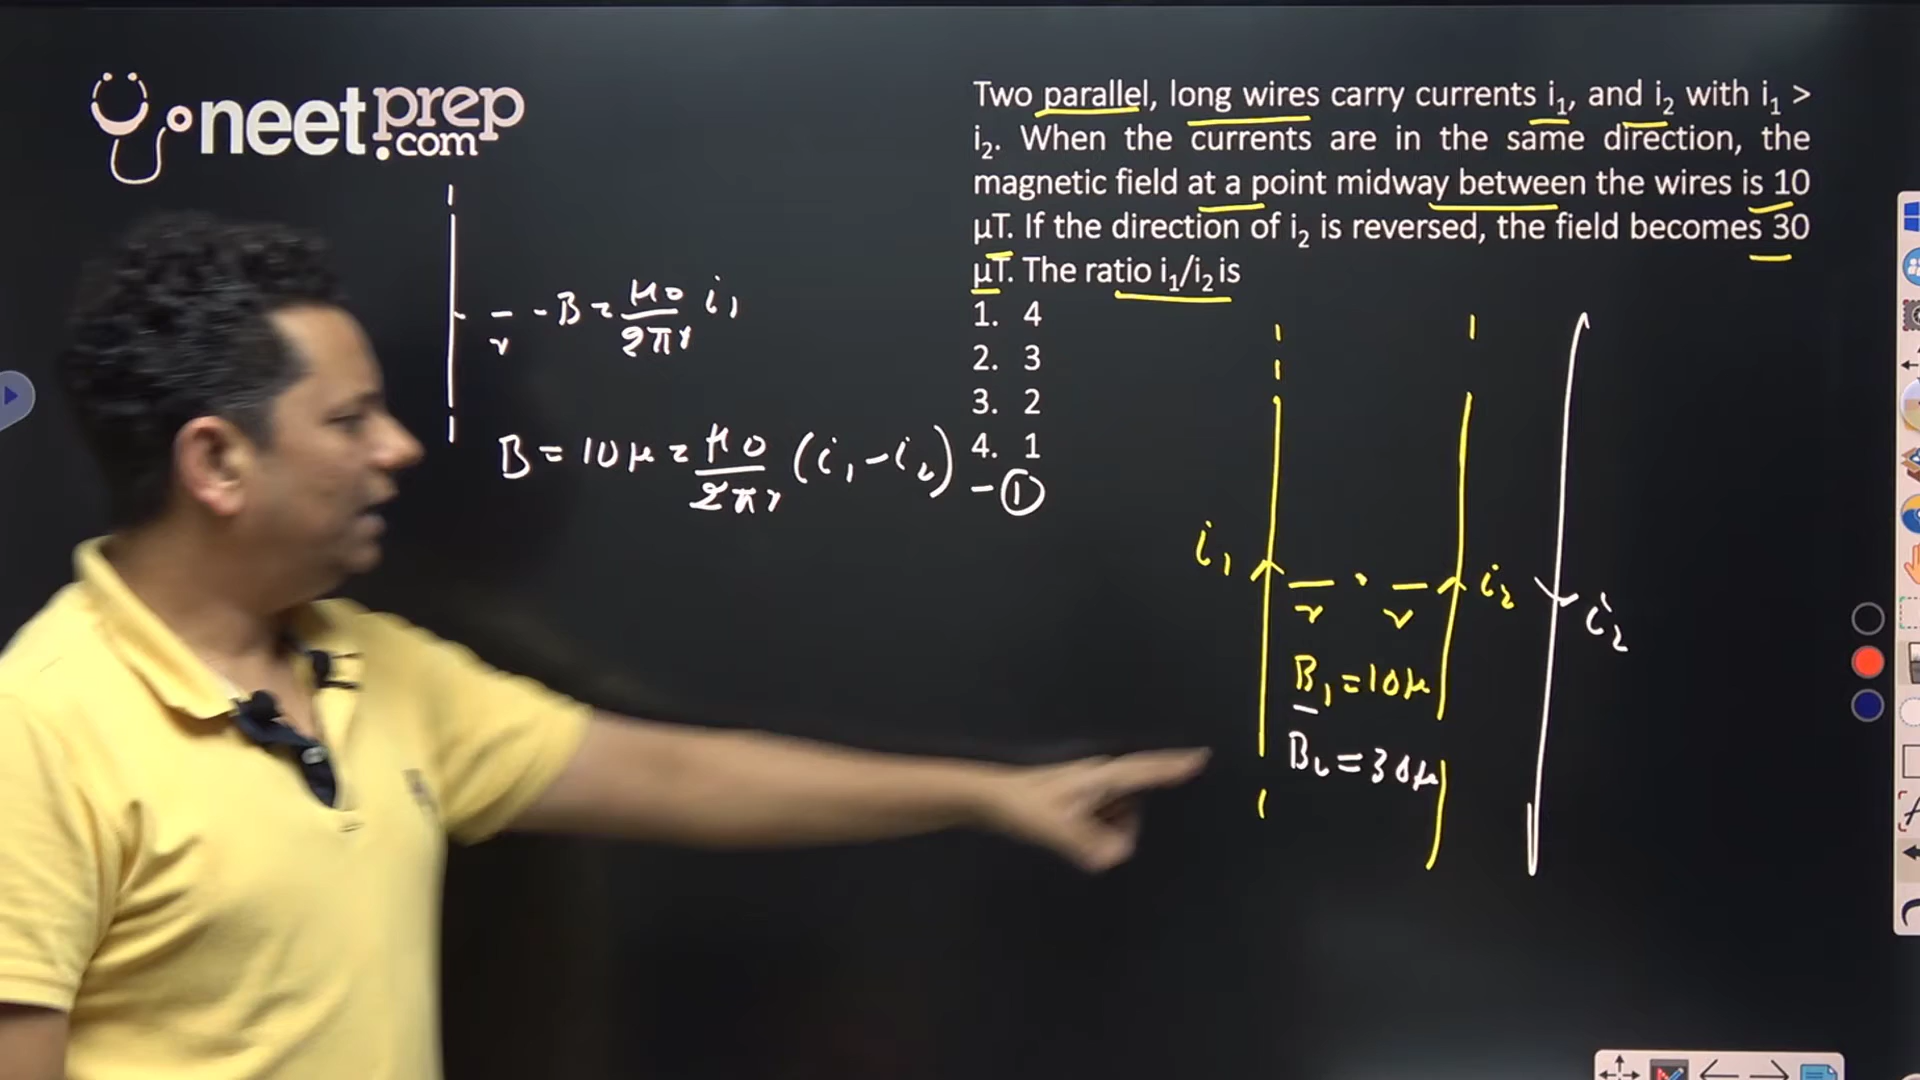 neetprep
.com
Two parallel, long wires carry currents i₁, and i₂ with i₁ >
i₂. When the currents are in the same direction, the
magnetic field at a point midway between the wires is 10
μT. If the direction of i₂ is reversed, the field becomes 30
μT. The ratio i₁/i₂ is
1. 4
2. 3
3. 2
4. 1
r - B = μ0/2πr i₁
B = 10μ = μ0/2πr (i₁ - i₂) - ①
i₁ r r i₂
i₂
B₁ = 10μ
B₂ = 30μ